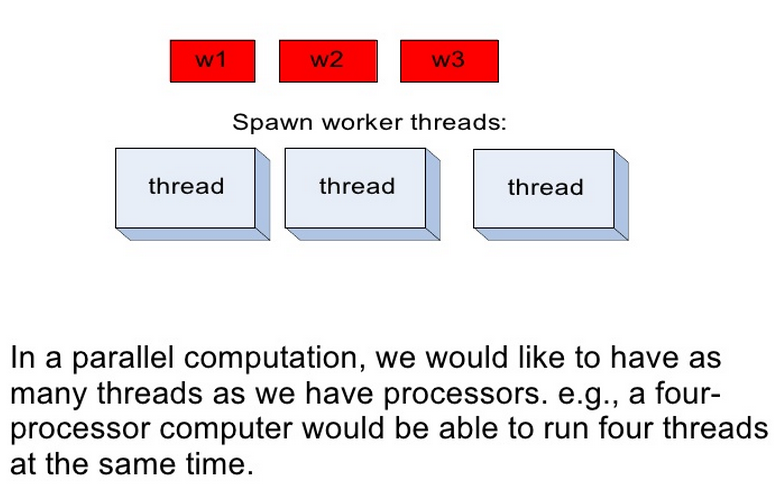 w1 w2 w3
Spawn worker threads:
thread thread thread
In a parallel computation, we would like to have as
many threads as we have processors. e.g., a four-
processor computer would be able to run four threads
at the same time.